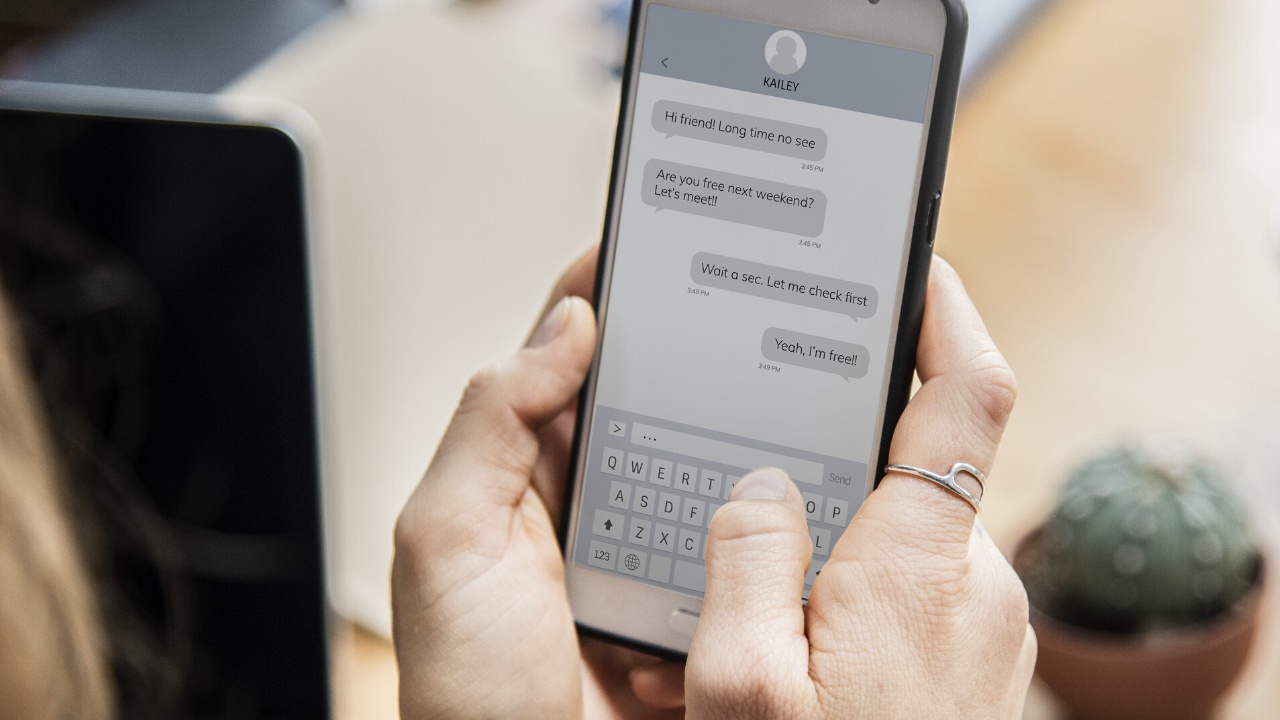 <
KAILEY
Hi friend! Long time no see
3:45 PM
Are you free next weekend?
Let's meet!!
3:45 PM
Wait a sec. Let me check first
3:49 PM
Yeah, I'm free!!
3:49 PM
> ... Send
Q W E R T O P
A S D F L
Z X C
123